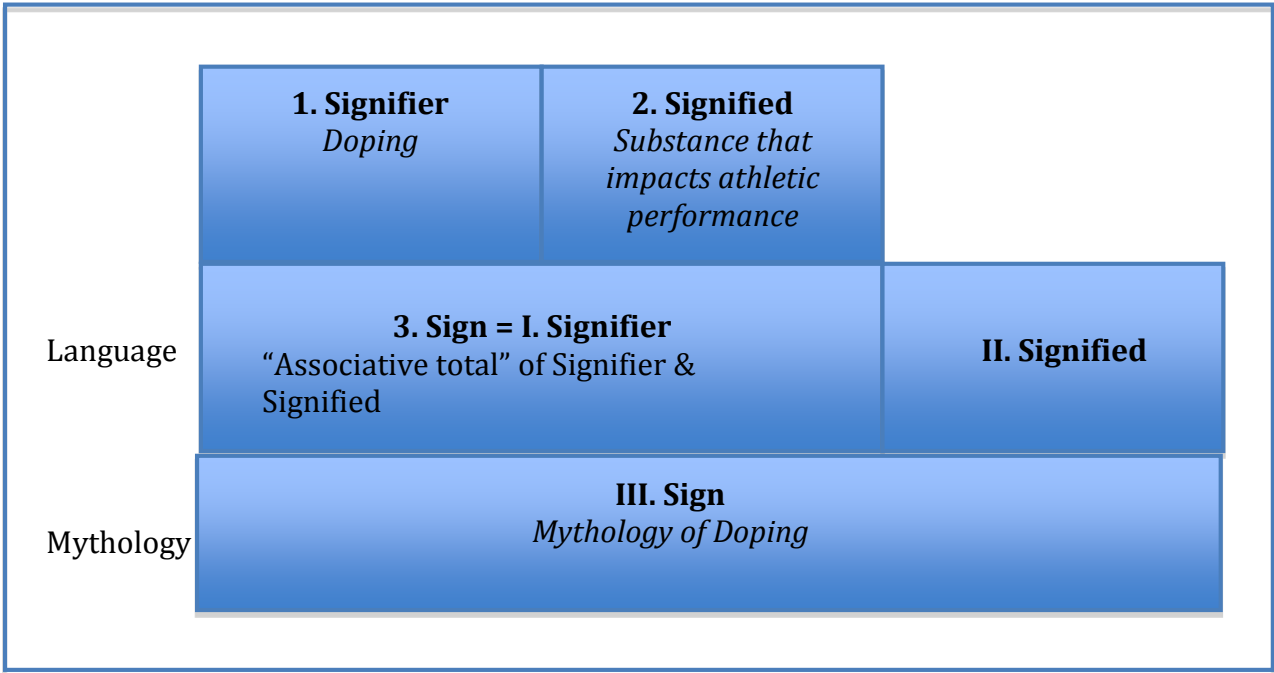 1. Signifier
Doping
2. Signified
Substance that
impacts athletic
performance
Language
3. Sign = I. Signifier
“Associative total” of Signifier &
Signified
II. Signified
Mythology
III. Sign
Mythology of Doping